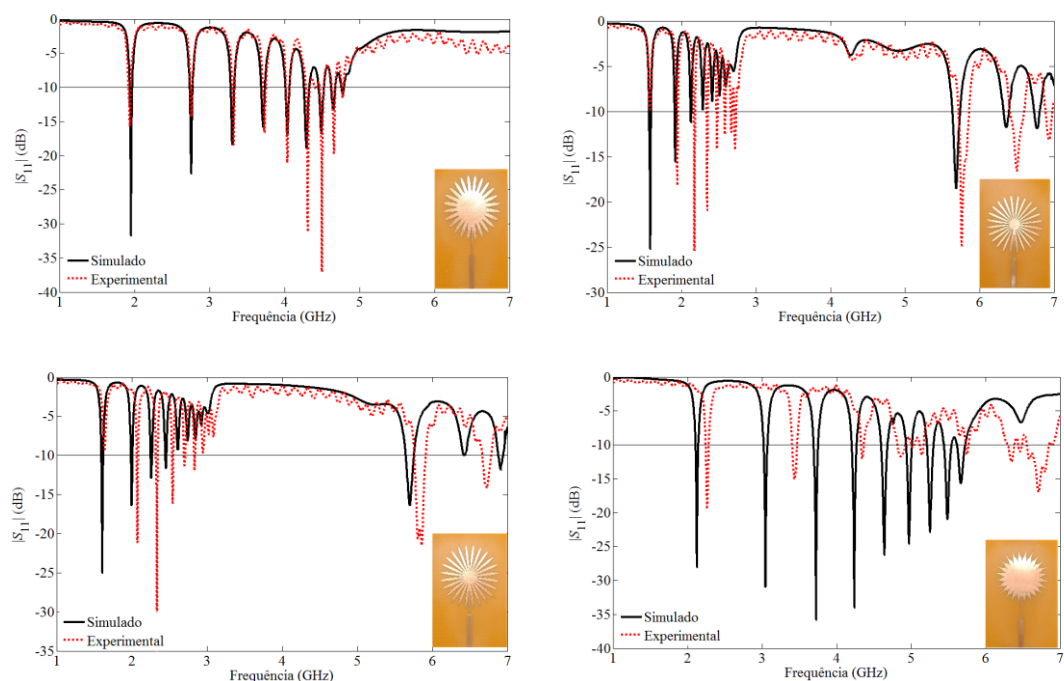 0
-5
-10
-15
-20
-25
-30
-35
-40
|S11| (dB)
Simulado
Experimental
1 2 3 4 5 6 7
Frequência (GHz)
0
-5
-10
-15
-20
-25
-30
|S11| (dB)
Simulado
Experimental
1 2 3 4 5 6 7
Frequência (GHz)
0
-5
-10
-15
-20
-25
-30
-35
|S11| (dB)
Simulado
Experimental
1 2 3 4 5 6 7
Frequência (GHz)
0
-5
-10
-15
-20
-25
-30
-35
-40
|S11| (dB)
Simulado
Experimental
1 2 3 4 5 6 7
Frequência (GHz)